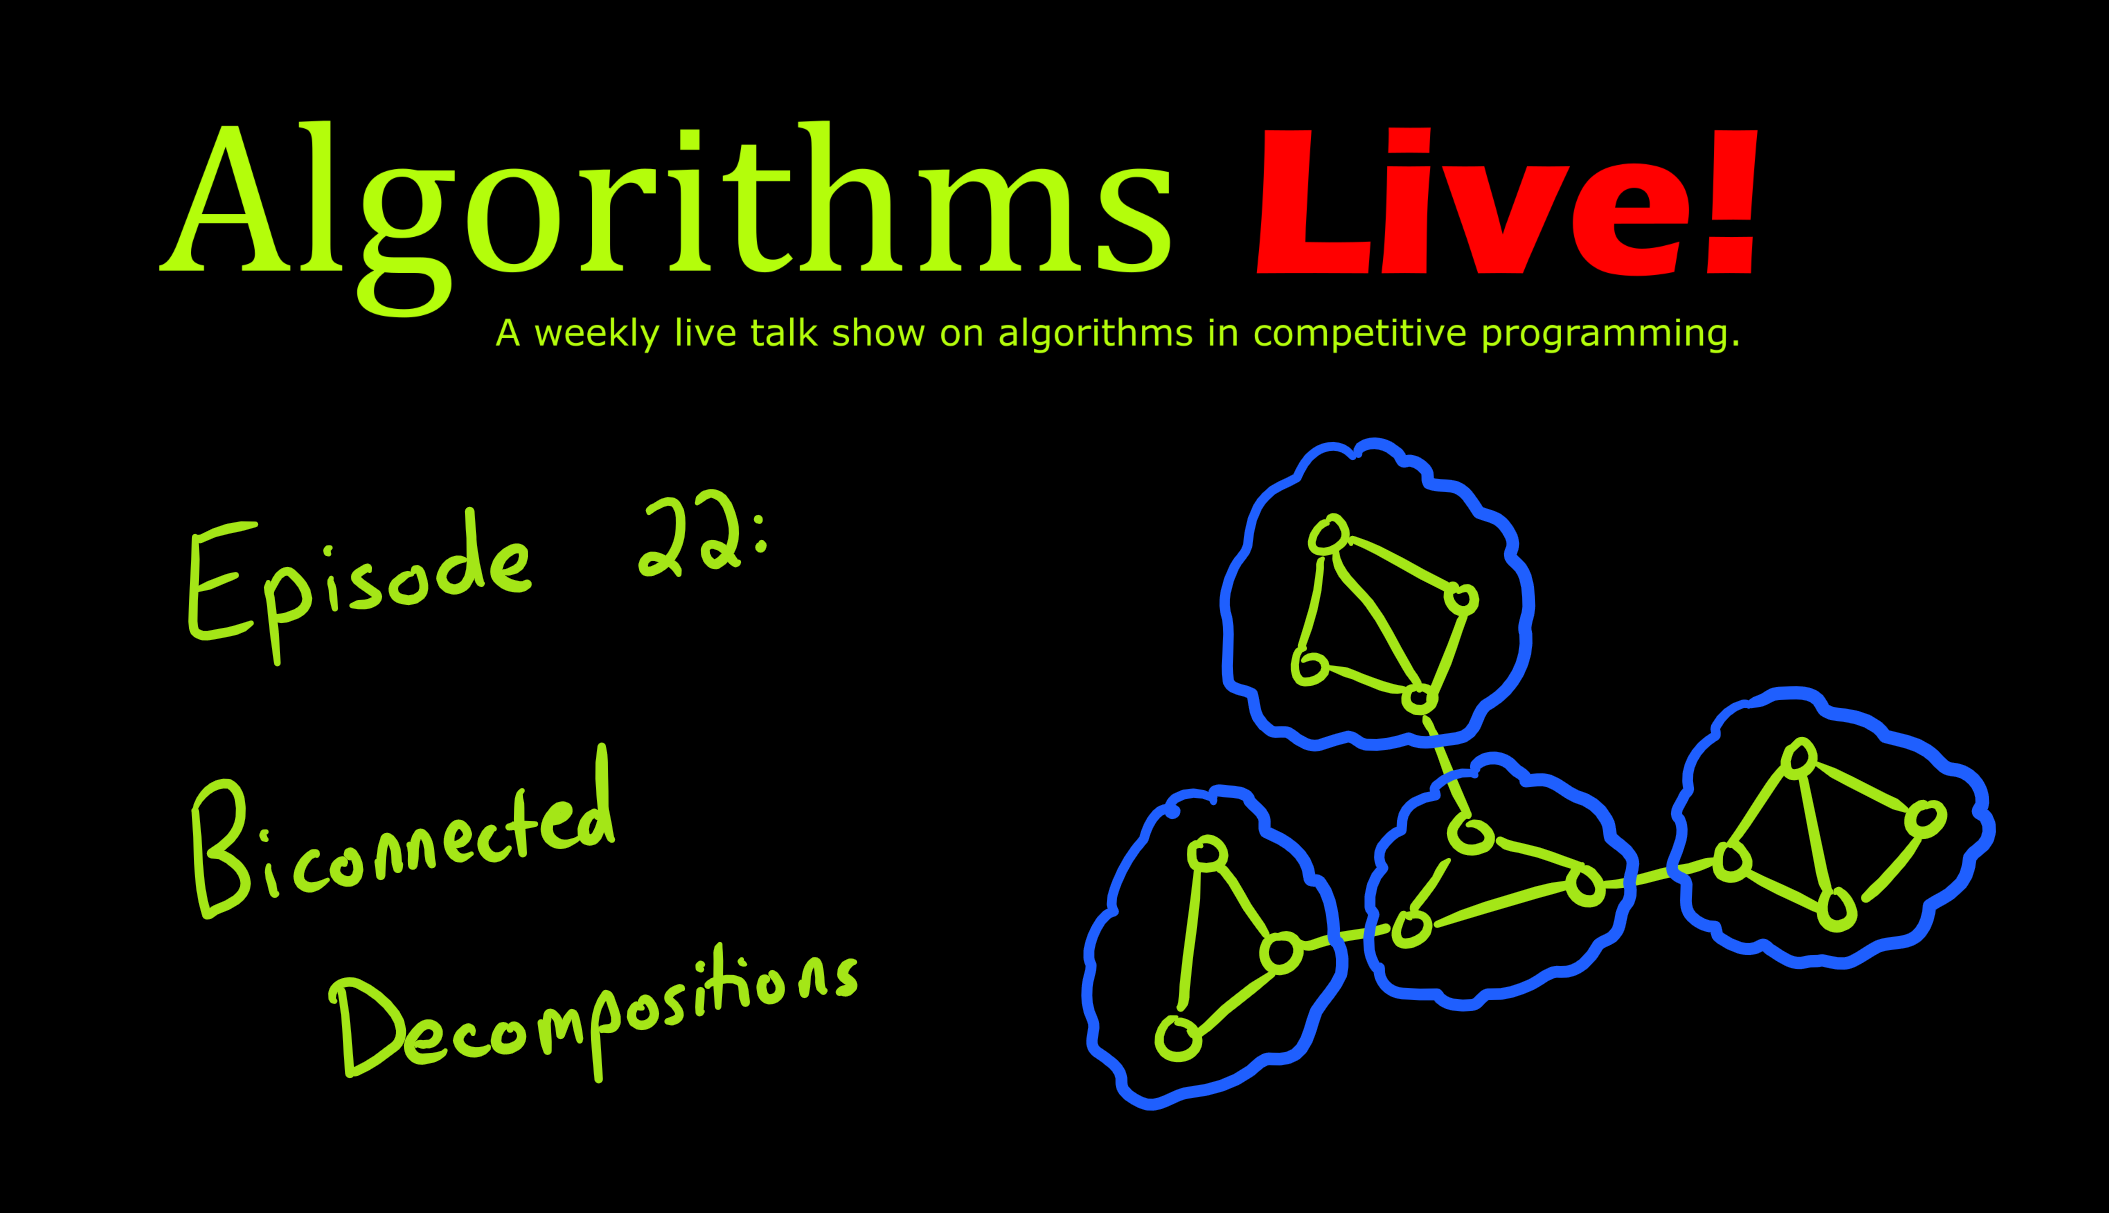 Algorithms Live!
A weekly live talk show on algorithms in competitive programming.
Episode 22:
Biconnected
Decompositions